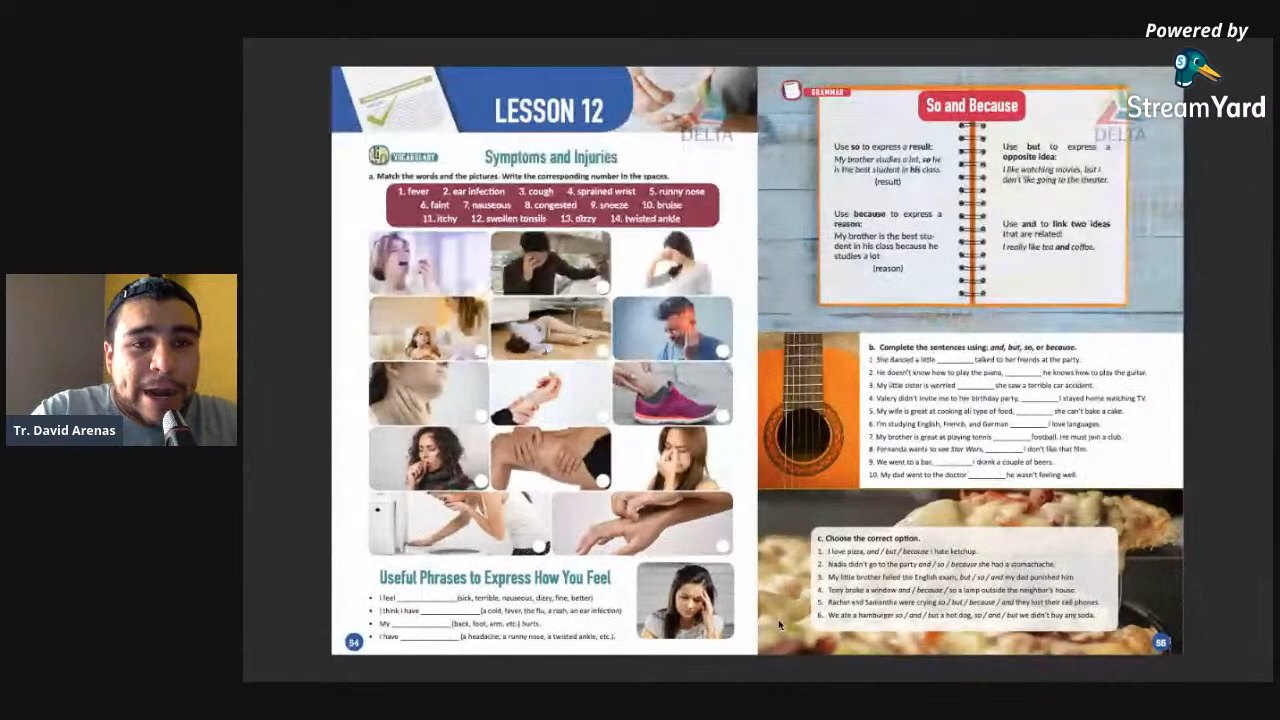 Powered by
StreamYard
Tr. David Arenas
LESSON 12
DELTA
VOCABULARY
Symptoms and Injuries
a. Match the words and the pictures. Write the corresponding number in the spaces.
1. fever 2. ear infection 3. cough 4. sprained wrist 5. runny nose
6. faint 7. nauseous 8. congested 9. sneeze 10. bruise
11. itchy 12. swollen tonsils 13. dizzy 14. twisted ankle
Useful Phrases to Express How You Feel
• I feel ____________(sick, terrible, nauseous, dizzy, fine, better)
• I think I have ____________(a cold, fever, the flu, a rash, an ear infection)
• My ____________(back, foot, arm, etc.) hurts.
• I have ____________(a headache, a runny nose, a twisted ankle, etc.).
54
GRAMMAR
So and Because
DELTA
Use so to express a result:
My brother studies a lot, so he
is the best student in his class.
(result)
Use because to express a
reason:
My brother is the best stu-
dent in his class because he
studies a lot
(reason)
Use but to express a
opposite idea:
I like watching movies, but I
don't like going to the theater.
Use and to link two ideas
that are related:
I really like tea and coffee.
b. Complete the sentences using: and, but, so, or because.
1 She danced a little ________ talked to her friends at the party.
2. He doesn't know how to play the piano, ________ he knows how to play the guitar.
3. My little sister is worried ________ she saw a terrible car accident.
4. Valery didn't invite me to her birthday party, ________ I stayed home watching TV.
5. My wife is great at cooking all type of food, ________ she can't bake a cake.
6. I'm studying English, French, and German ________ I love languages.
7. My brother is great at playing tennis ________ football. He must join a club.
8 Fernanda wants to see Star Wars, ________ I don't like that film.
9. We went to a bar, ________ I drank a couple of beers.
10. My dad went to the doctor ________ he wasn't feeling well.
c. Choose the correct option.
1. I love pizza, and / but / because I hate ketchup.
2. Nadia didn't go to the party and / so / because she had a stomachache.
3. My little brother failed the English exam, but / so / and my dad punished him.
4. Tony broke a window and / because / so a lamp outside the neighbor's house.
5. Rachel and Samantha were crying so / but / because / and they lost their cell phones.
6. We ate a hamburger so / and / but a hot dog, so / and / but we didn't buy any soda.
55